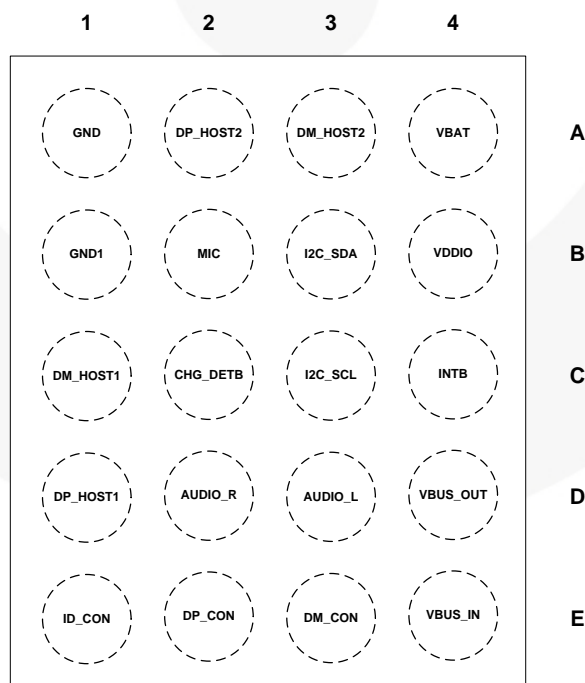 1 2 3 4
GND DP_HOST2 DM_HOST2 VBAT A
GND1 MIC I2C_SDA VDDIO B
DM_HOST1 CHG_DETB I2C_SCL INTB C
DP_HOST1 AUDIO_R AUDIO_L VBUS_OUT D
ID_CON DP_CON DM_CON VBUS_IN E